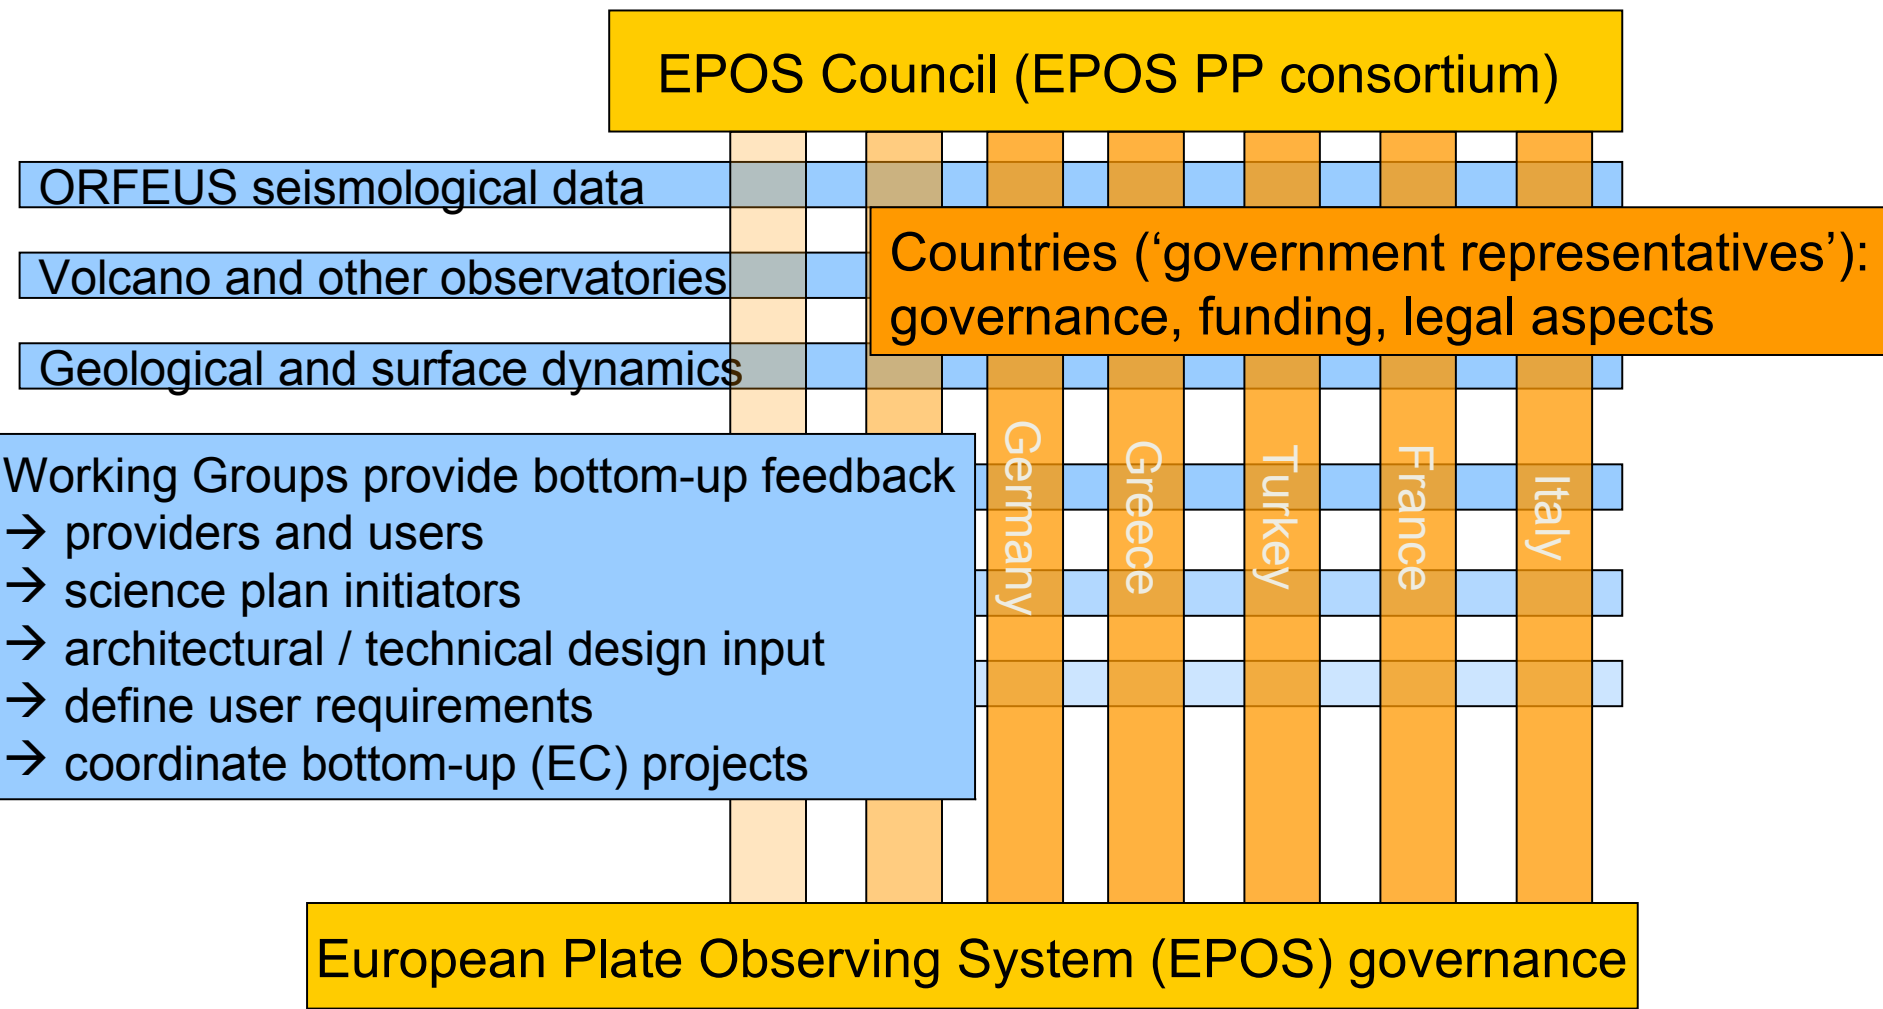 EPOS Council (EPOS PP consortium)
ORFEUS seismological data
Volcano and other observatories
Geological and surface dynamics
Countries (‘government representatives’):
governance, funding, legal aspects
Working Groups provide bottom-up feedback
→ providers and users
→ science plan initiators
→ architectural / technical design input
→ define user requirements
→ coordinate bottom-up (EC) projects
Germany
Greece
Turkey
France
Italy
European Plate Observing System (EPOS) governance